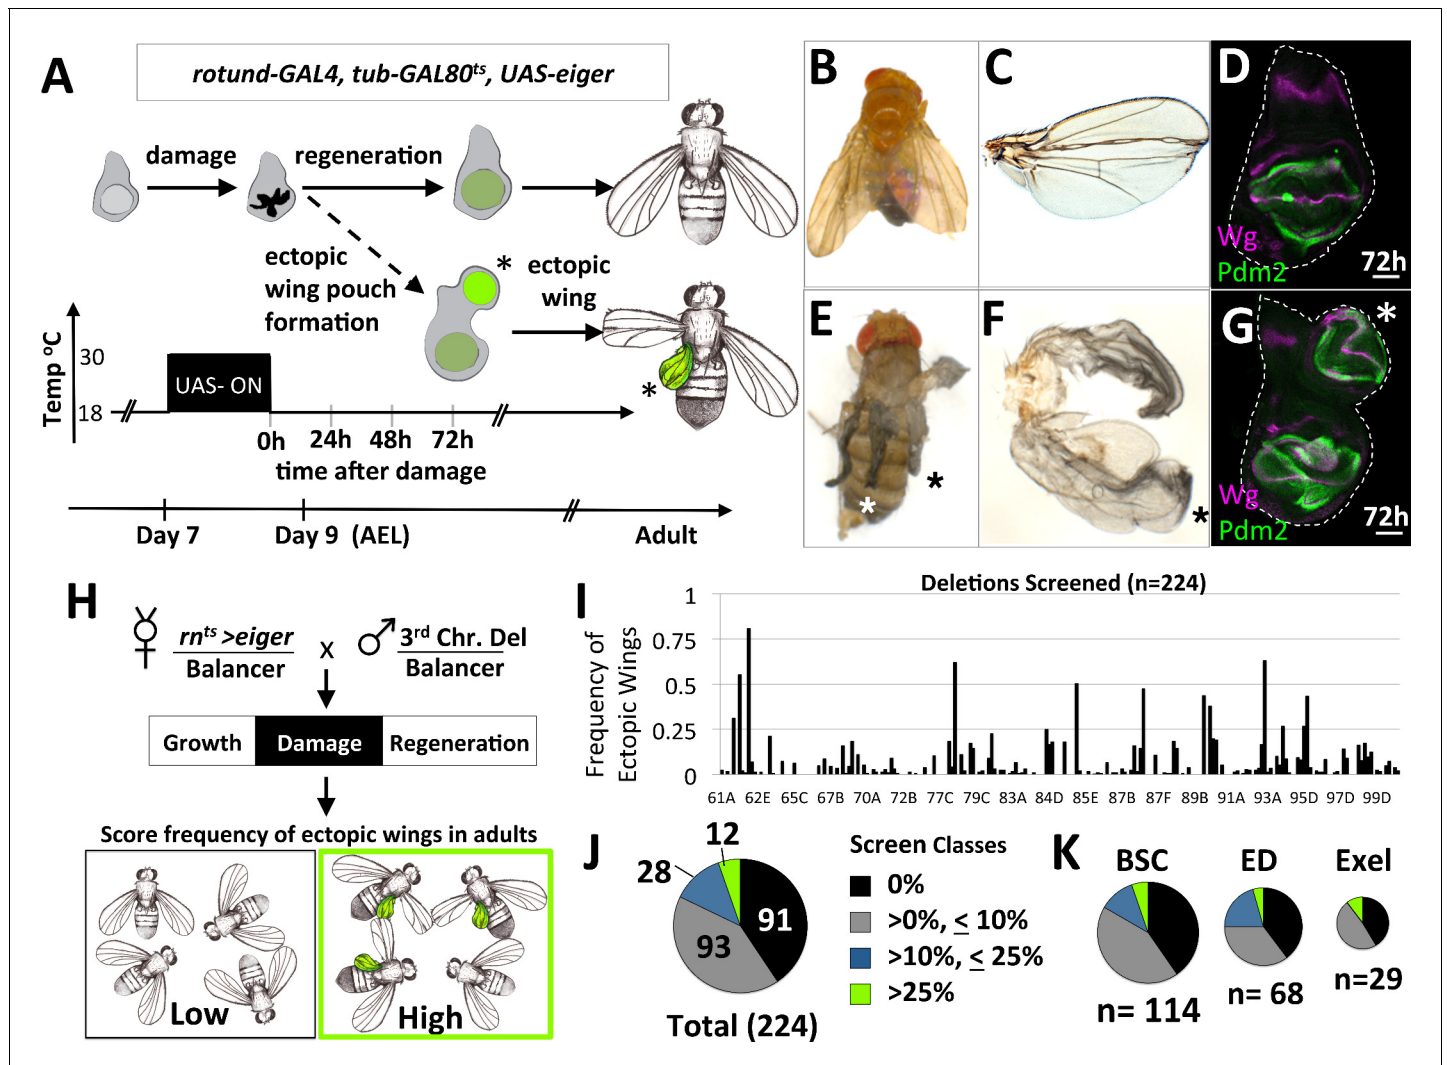 A
rotund-GAL4, tub-GAL80ts, UAS-eiger
damage
regeneration
ectopic
wing pouch
formation
*
ectopic
wing
*
Temp ºC
30
18
UAS- ON
0h
24h
48h
72h
time after damage
Day 7
Day 9 (AEL)
Adult
B
C
D
Wg
Pdm2
72h
E
*
*
F
*
G
*
Wg
Pdm2
72h
H
rnts >eiger
Balancer
x
3rd Chr. Del
Balancer
Growth
Damage
Regeneration
Score frequency of ectopic wings in adults
Low
High
I
Deletions Screened (n=224)
Frequency of
Ectopic Wings
1
0.75
0.5
0.25
0
61A 62E 65C 67B 70A 72B 77C 79C 83A 84D 85E 87B 87F 89B 91A 93A 95D 97D 99D
J
12
28
91
93
Total (224)
Screen Classes
0%
>0%, ≤ 10%
>10%, ≤ 25%
>25%
K
BSC
ED
Exel
n= 114
n= 68
n=29